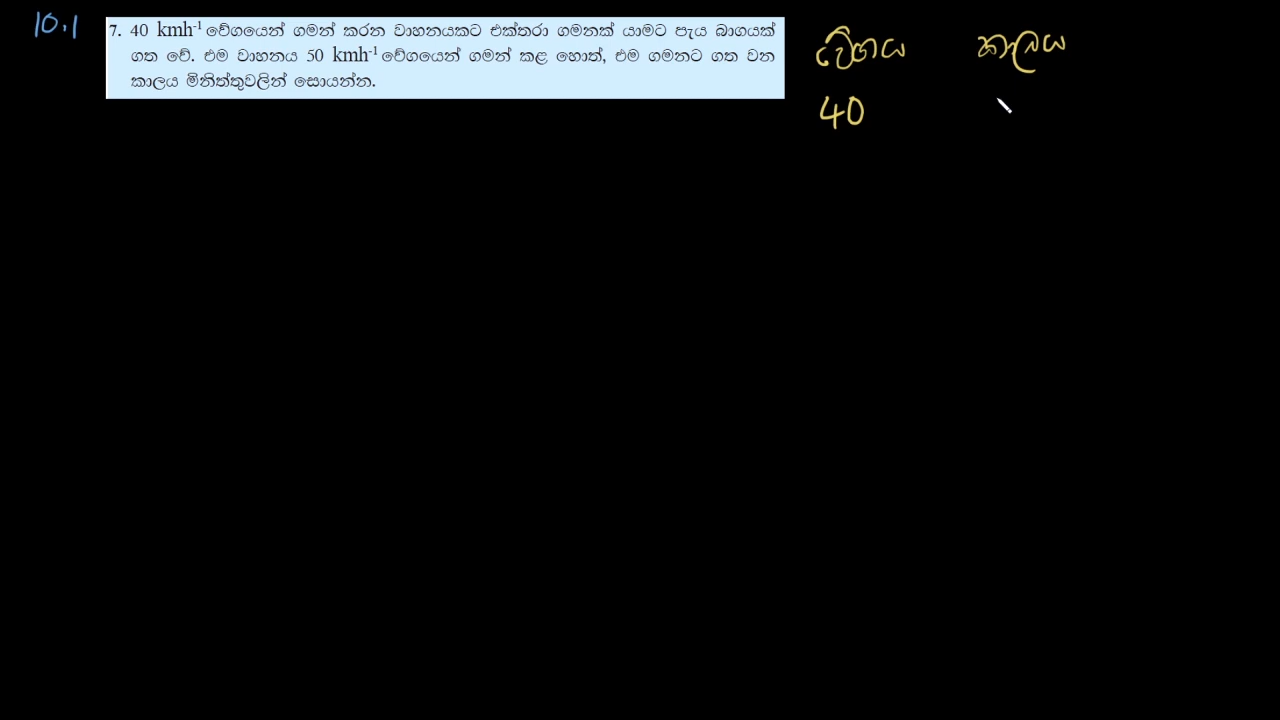 10.1
7. 40 kmh-1 වේගයෙන් ගමන් කරන වාහනයකට එක්තරා ගමනක් යාමට පැය බාගයක්
ගත වේ. එම වාහනය 50 kmh-1 වේගයෙන් ගමන් කළ හොත්, එම ගමනට ගත වන
කාලය මිනිත්තුවලින් සොයන්න.
වේගය කාලය
40